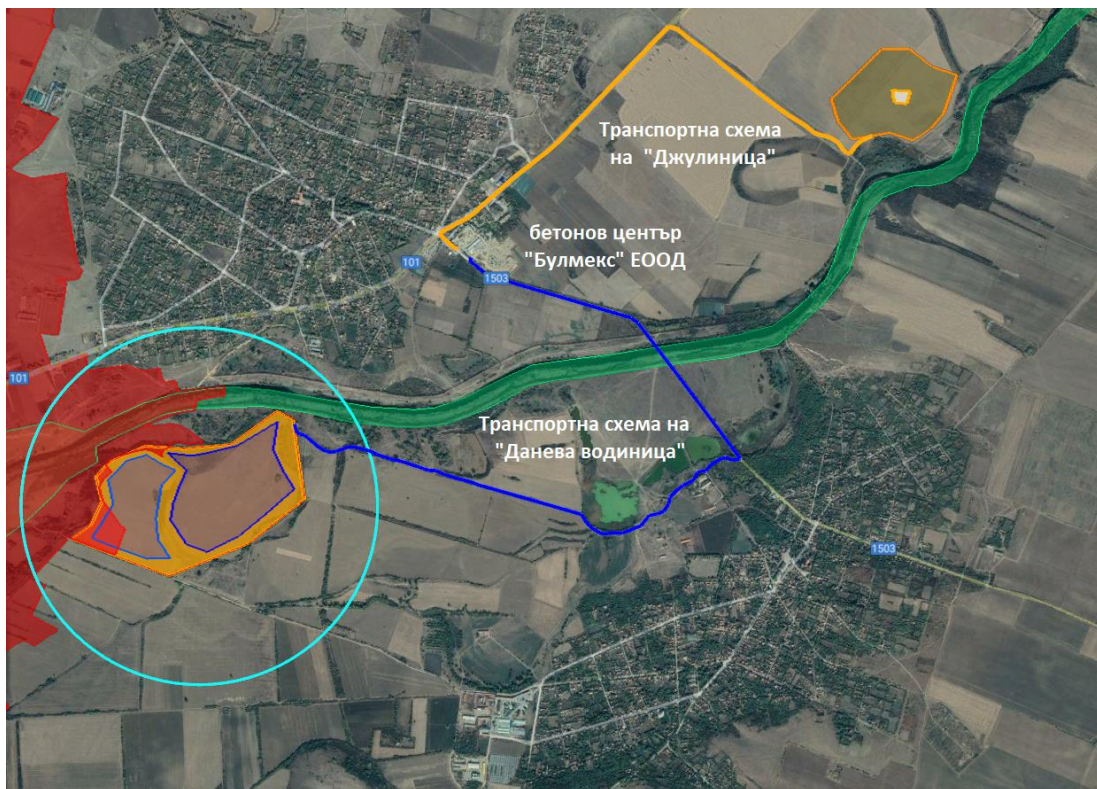 Транспортна схема
на "Джулиница"
бетонов център
"Булмекс" ЕООД
101
1503
101
Транспортна схема на
"Данева водиница"
1503